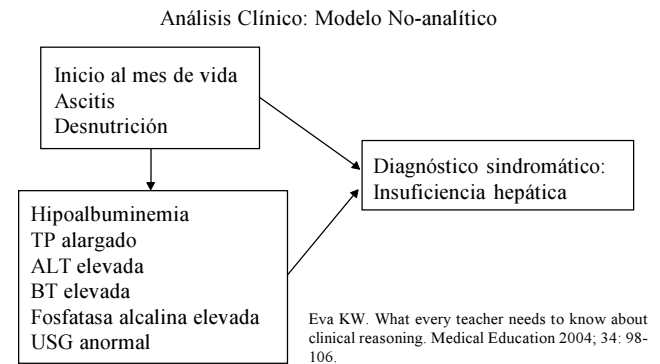 Análisis Clínico: Modelo No-analítico
Inicio al mes de vida
Ascitis
Desnutrición
Diagnóstico sindromático:
Insuficiencia hepática
Hipoalbuminemia
TP alargado
ALT elevada
BT elevada
Fosfatasa alcalina elevada
USG anormal
Eva KW. What every teacher needs to know about
clinical reasoning. Medical Education 2004; 34: 98-
106.